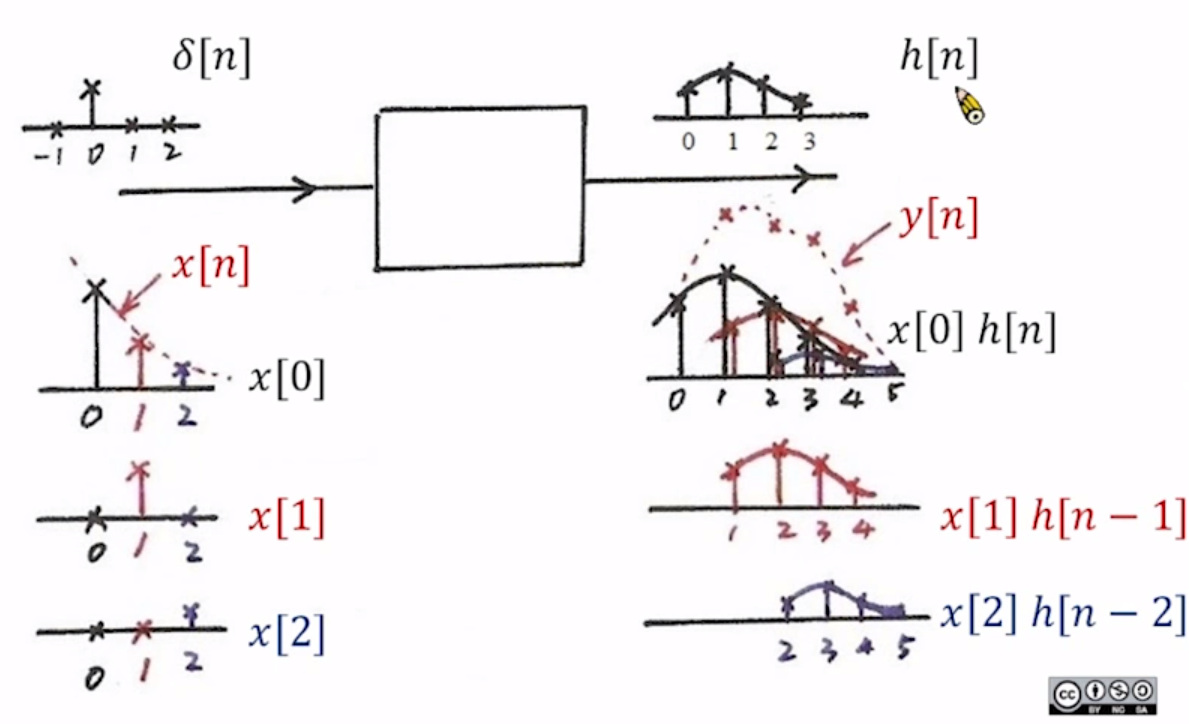 δ[n]
h[n]
-1 0 1 2
0 1 2 3
x[n]
y[n]
x[0]
x[0] h[n]
0 1 2
0 1 2 3 4 5
x[1]
x[1] h[n − 1]
0 1 2
1 2 3 4
x[2]
x[2] h[n − 2]
0 1 2
2 3 4 5
cc
BY NC SA